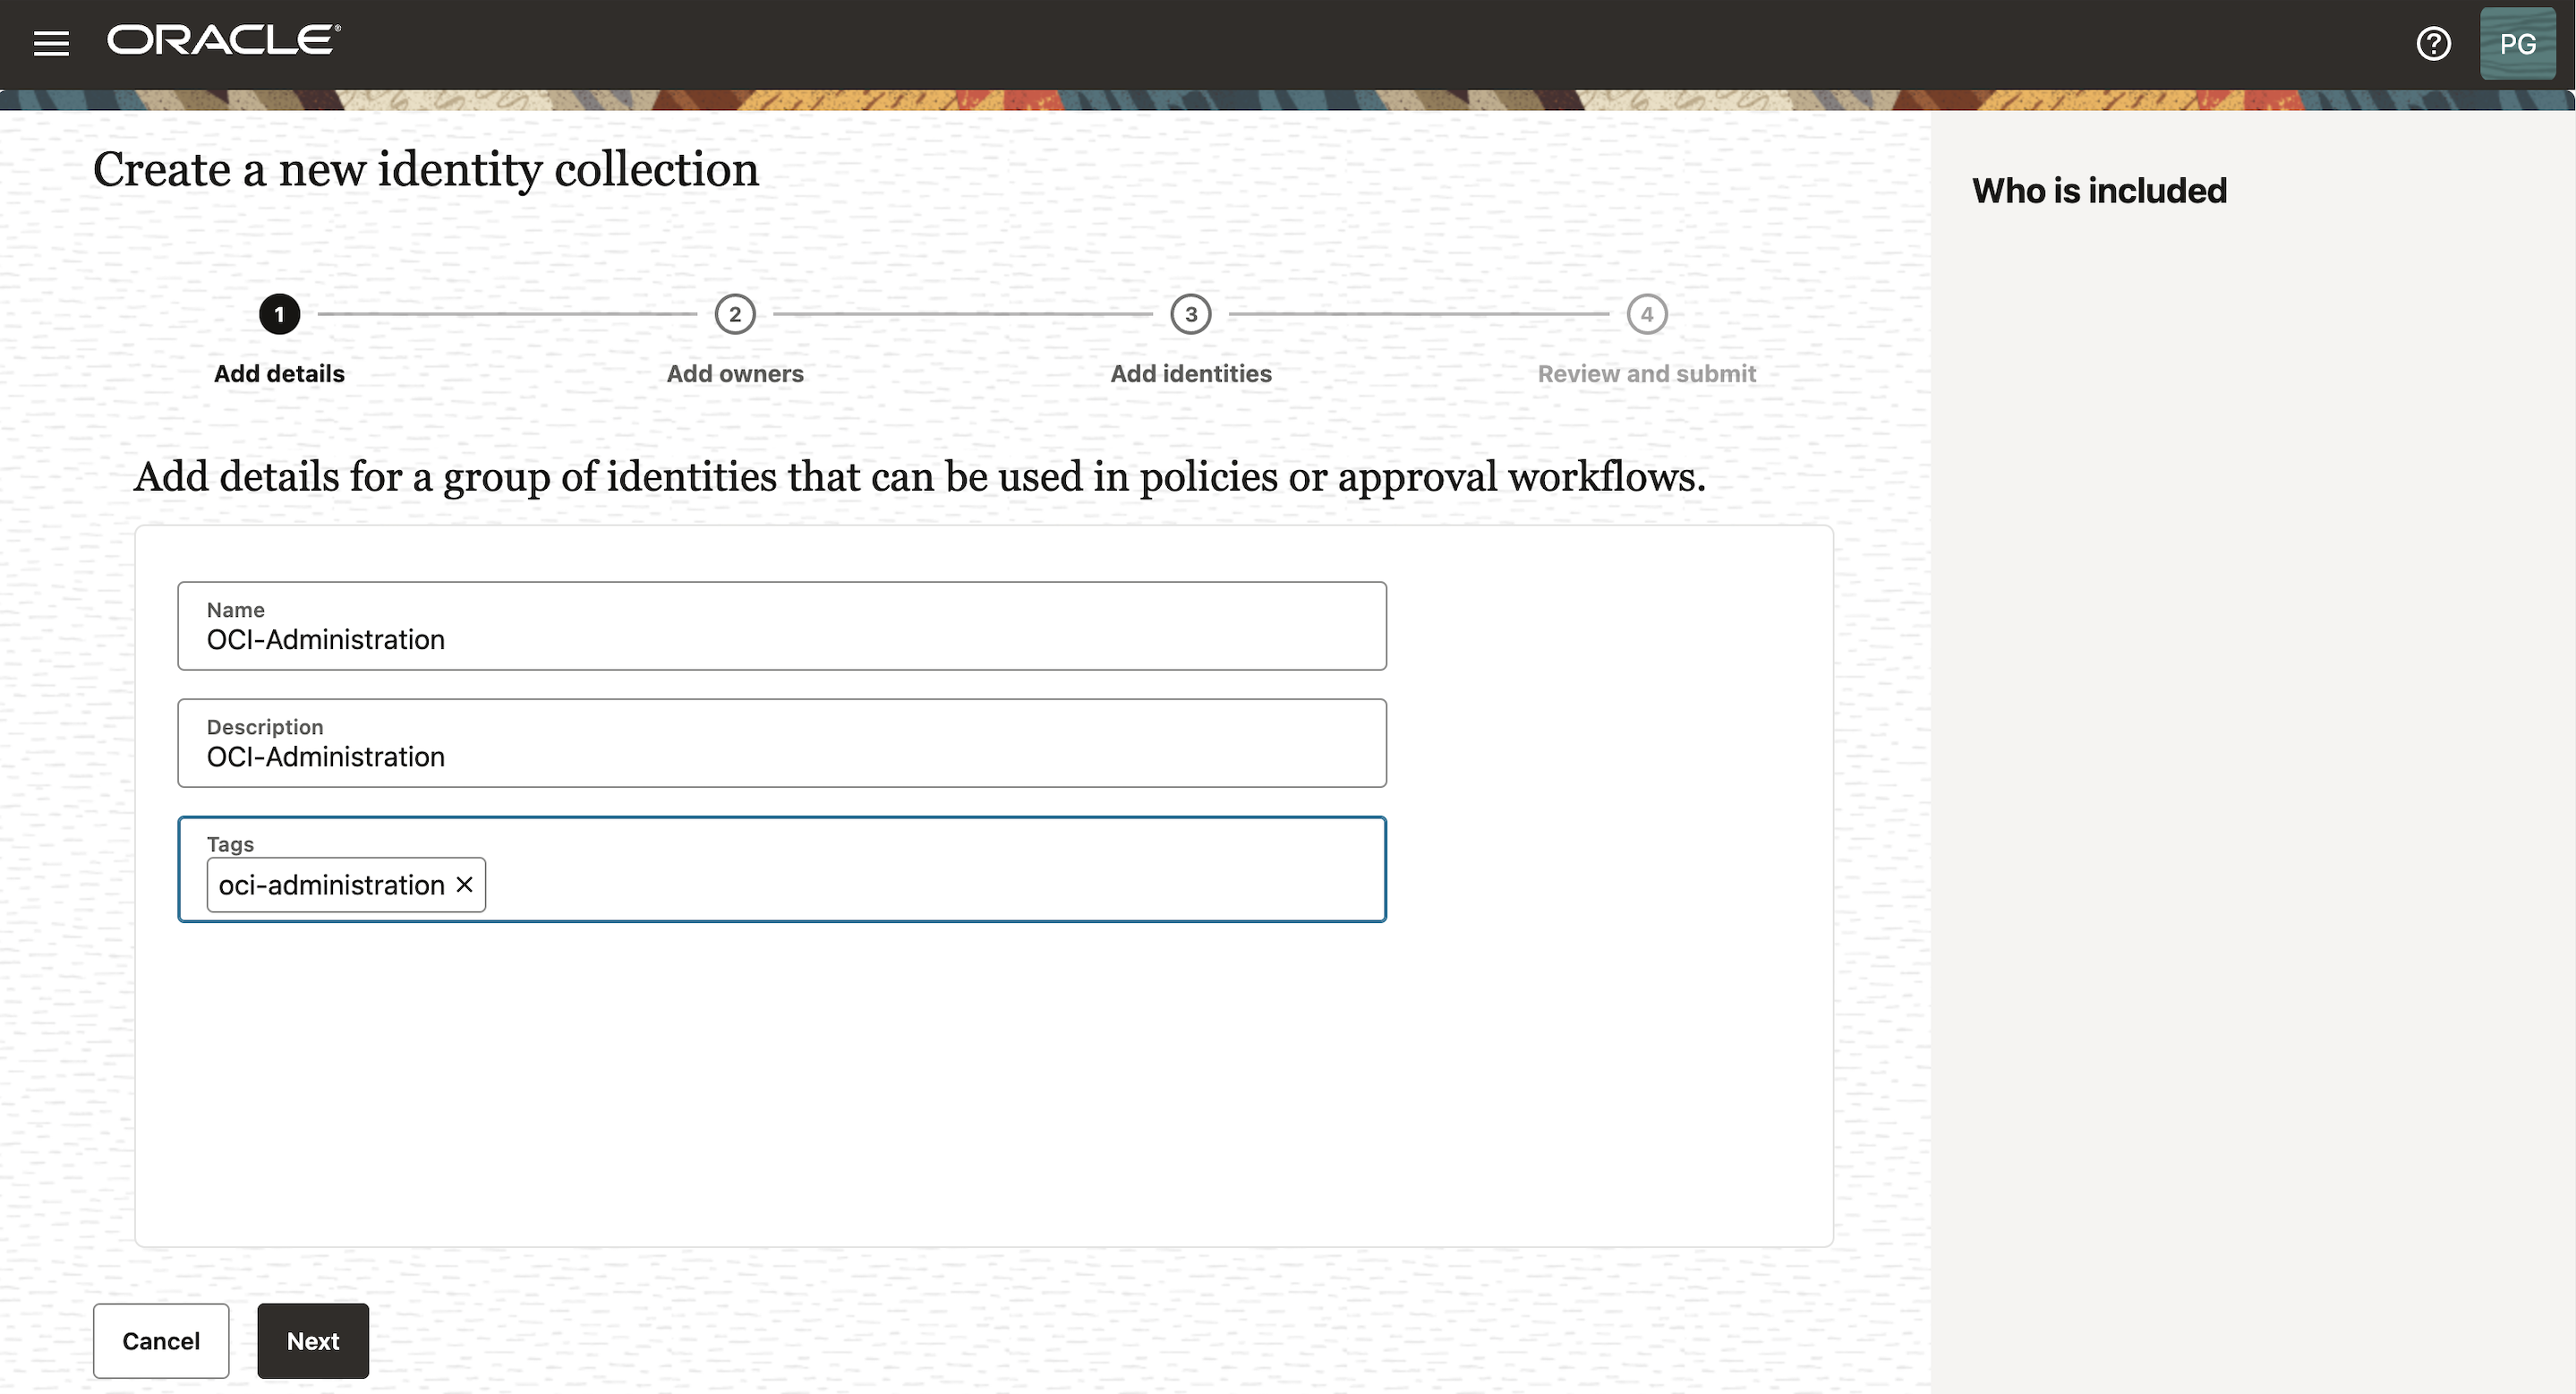 ORACLE
PG
Create a new identity collection
Who is included
1
2
3
4
Add details
Add owners
Add identities
Review and submit
Add details for a group of identities that can be used in policies or approval workflows.
Name
OCI-Administration
Description
OCI-Administration
Tags
oci-administration
Cancel
Next